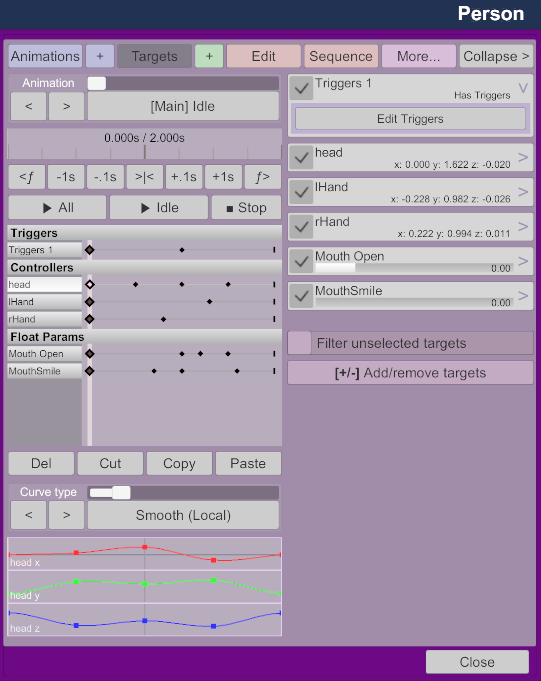 Person
Animations + Targets + Edit Sequence More... Collapse >
Animation
< > [Main] Idle
0.000s / 2.000s
<f -1s -.1s >|< +.1s +1s f>
▶ All ▶ Idle ■ Stop
Triggers
Triggers 1
Controllers
head
lHand
rHand
Float Params
Mouth Open
MouthSmile
Del Cut Copy Paste
Curve type
< > Smooth (Local)
head x
head y
head z
Triggers 1
Has Triggers
Edit Triggers
head
x: 0.000 y: 1.622 z: -0.020
lHand
x: -0.228 y: 0.982 z: -0.026
rHand
x: 0.222 y: 0.994 z: 0.011
Mouth Open
0.00
MouthSmile
0.00
Filter unselected targets
[+/-] Add/remove targets
Close